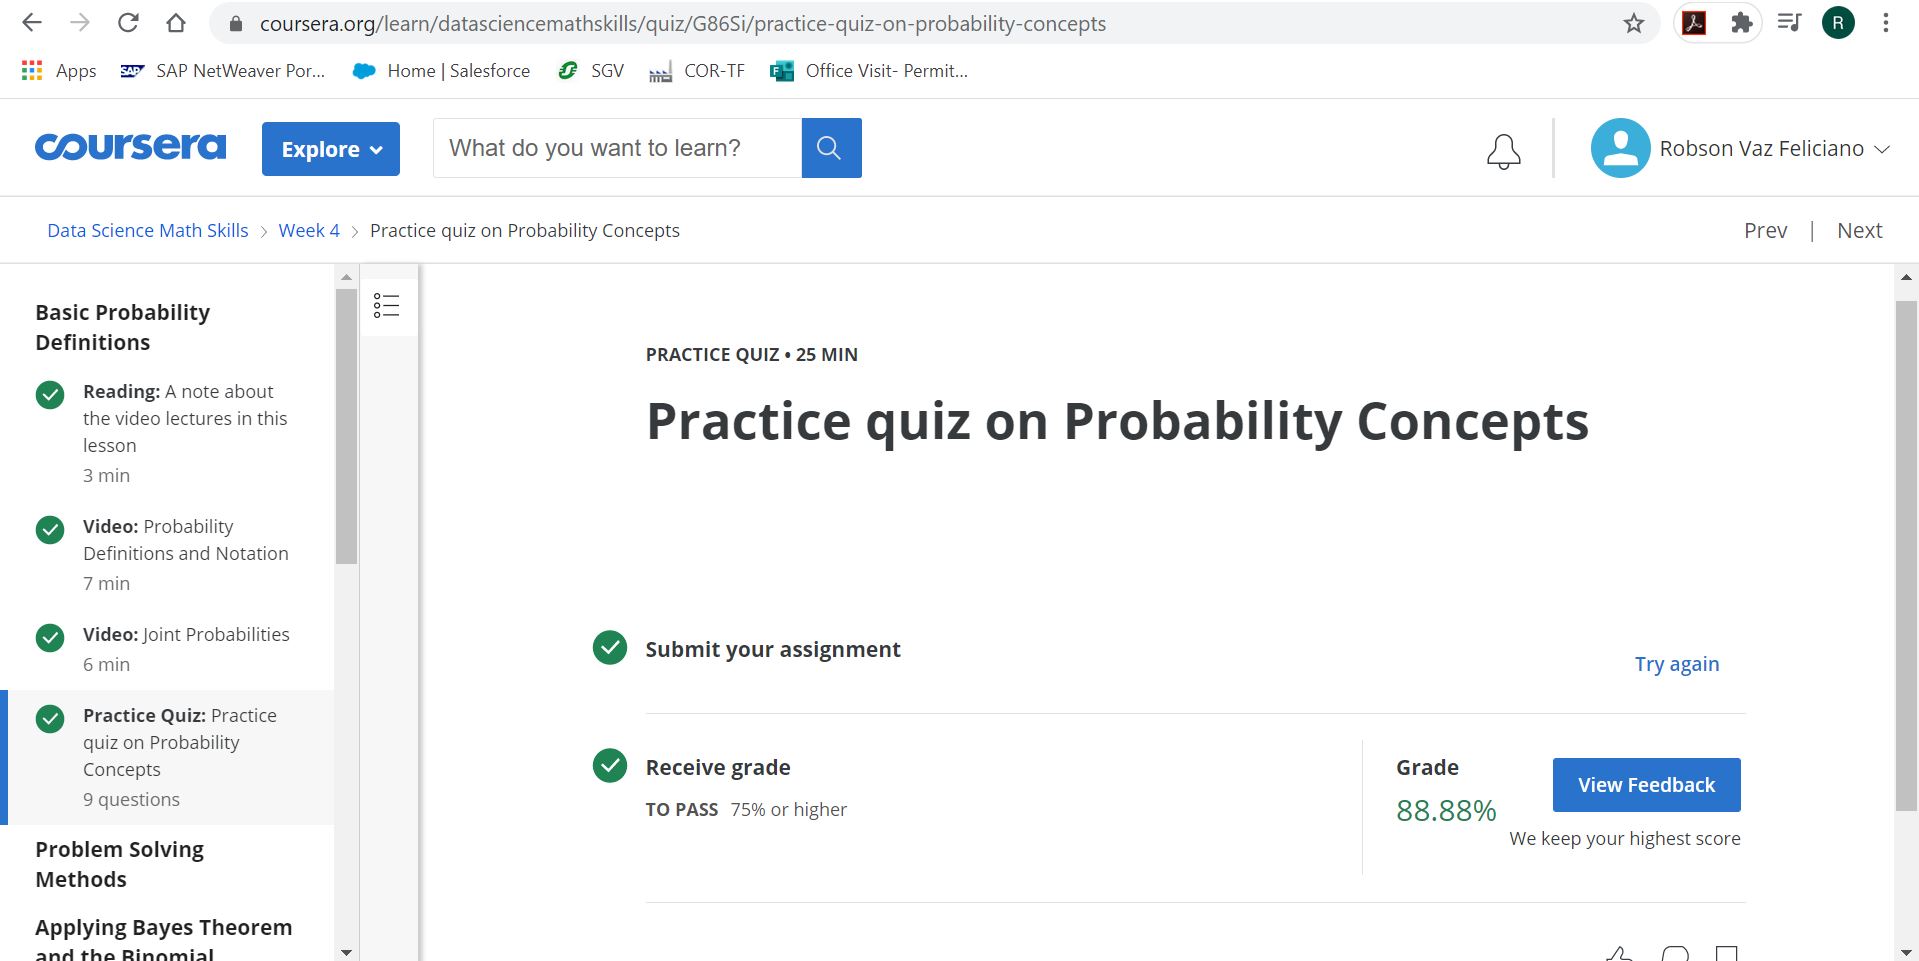 coursera.org/learn/datasciencemathskills/quiz/G86Si/practice-quiz-on-probability-concepts
R
Apps
SAP
SAP NetWeaver Por...
Home | Salesforce
SGV
COR-TF
Office Visit- Permit...
coursera
Explore
What do you want to learn?
Robson Vaz Feliciano
Data Science Math Skills > Week 4 > Practice quiz on Probability Concepts
Prev | Next
Basic Probability
Definitions
Reading: A note about
the video lectures in this
lesson
3 min
Video: Probability
Definitions and Notation
7 min
Video: Joint Probabilities
6 min
Practice Quiz: Practice
quiz on Probability
Concepts
9 questions
Problem Solving
Methods
Applying Bayes Theorem
and the Binomial
PRACTICE QUIZ • 25 MIN
Practice quiz on Probability Concepts
Submit your assignment
Try again
Receive grade
TO PASS 75% or higher
Grade
88.88%
View Feedback
We keep your highest score